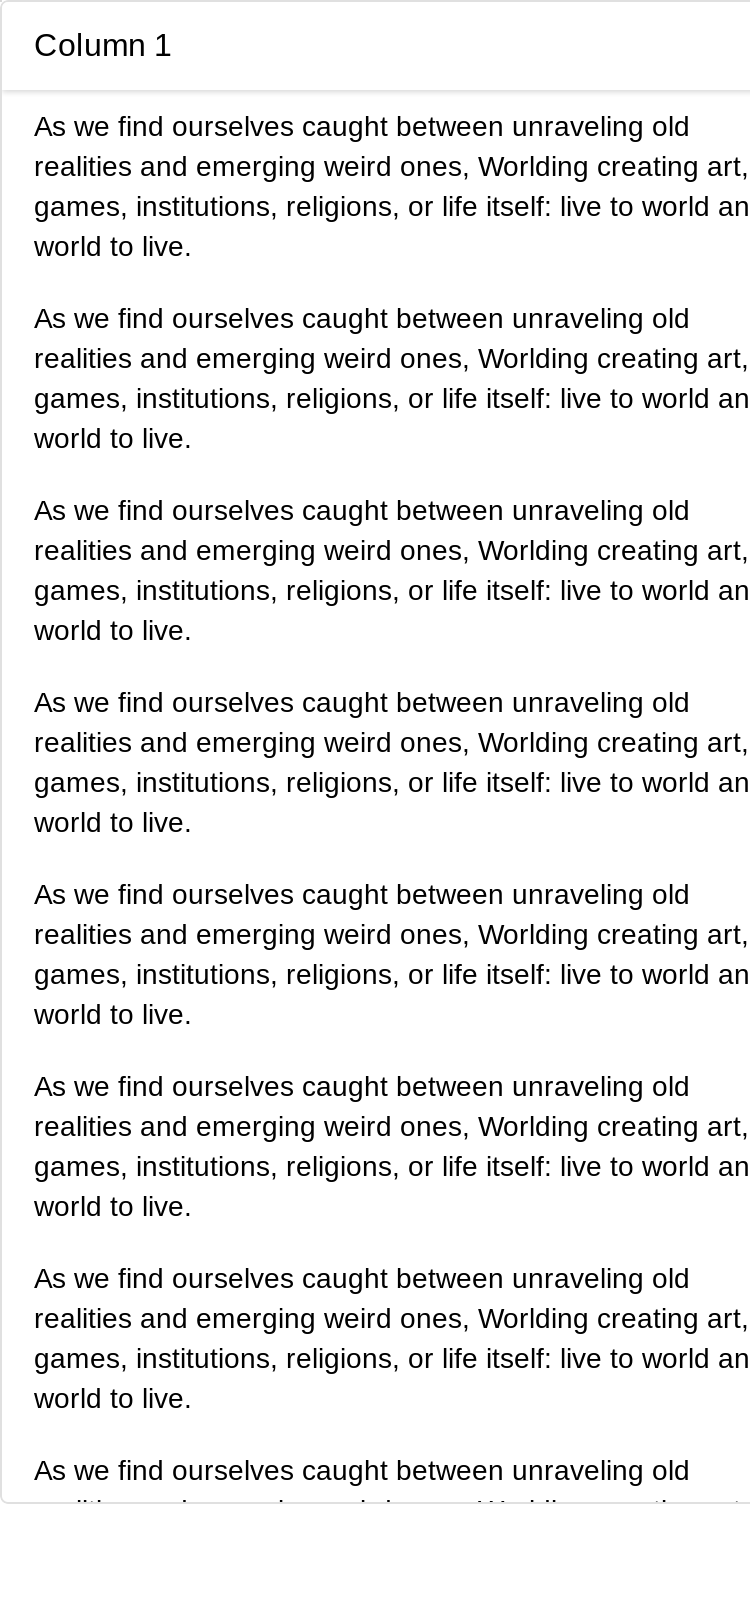 Column 1
As we find ourselves caught between unraveling old
realities and emerging weird ones, Worlding creating art,
games, institutions, religions, or life itself: live to world an
world to live.
As we find ourselves caught between unraveling old
realities and emerging weird ones, Worlding creating art,
games, institutions, religions, or life itself: live to world an
world to live.
As we find ourselves caught between unraveling old
realities and emerging weird ones, Worlding creating art,
games, institutions, religions, or life itself: live to world an
world to live.
As we find ourselves caught between unraveling old
realities and emerging weird ones, Worlding creating art,
games, institutions, religions, or life itself: live to world an
world to live.
As we find ourselves caught between unraveling old
realities and emerging weird ones, Worlding creating art,
games, institutions, religions, or life itself: live to world an
world to live.
As we find ourselves caught between unraveling old
realities and emerging weird ones, Worlding creating art,
games, institutions, religions, or life itself: live to world an
world to live.
As we find ourselves caught between unraveling old
realities and emerging weird ones, Worlding creating art,
games, institutions, religions, or life itself: live to world an
world to live.
As we find ourselves caught between unraveling old